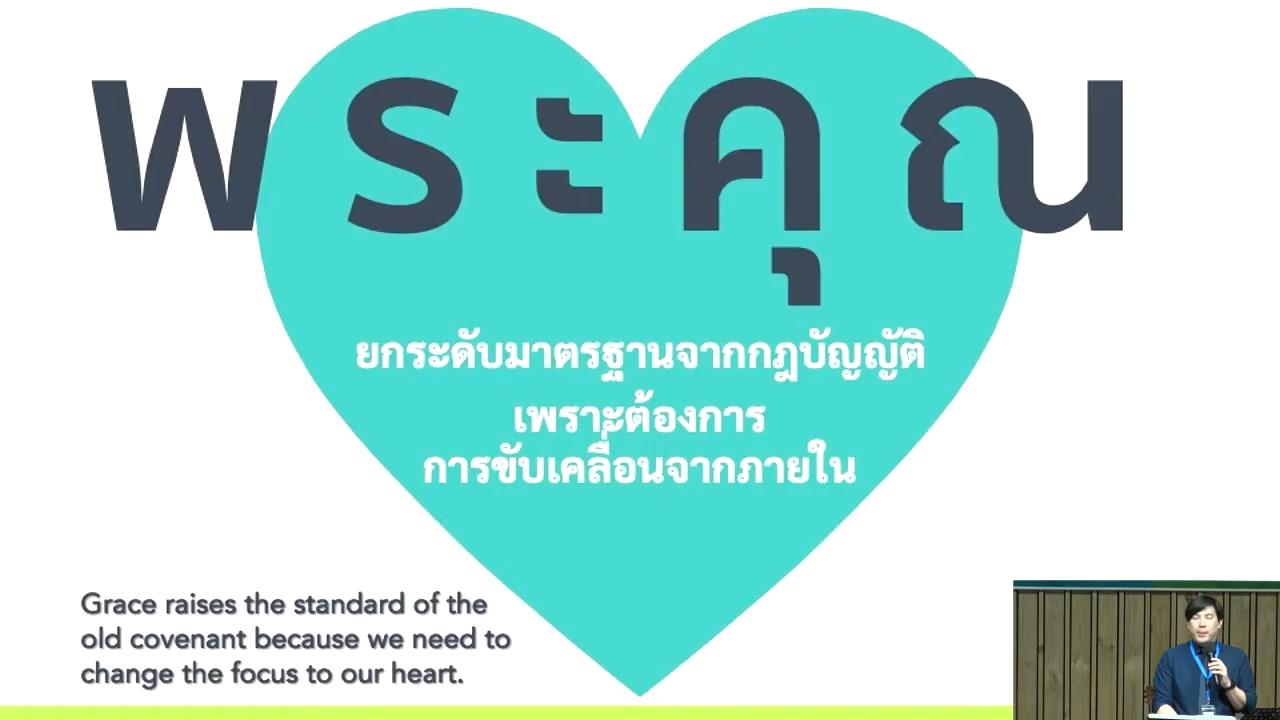 พระคุณ
ยกระดับมาตรฐานจากกฎบัญญัติ
เพราะต้องการ
การขับเคลื่อนจากภายใน
Grace raises the standard of the
old covenant because we need to
change the focus to our heart.